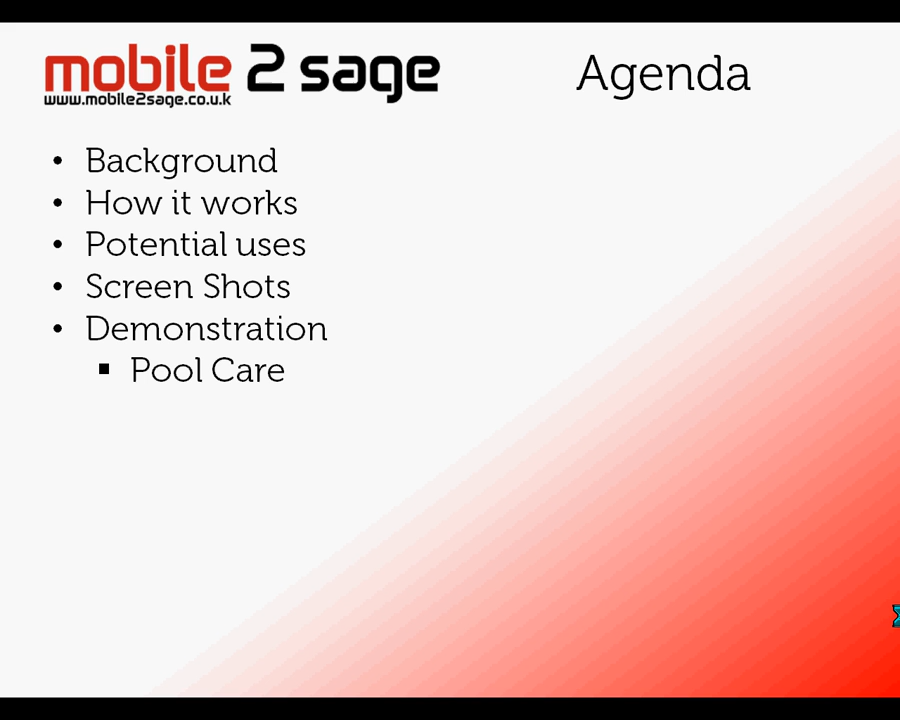 mobile 2 sage
www.mobile2sage.co.uk
Agenda
• Background
• How it works
• Potential uses
• Screen Shots
• Demonstration
▪ Pool Care